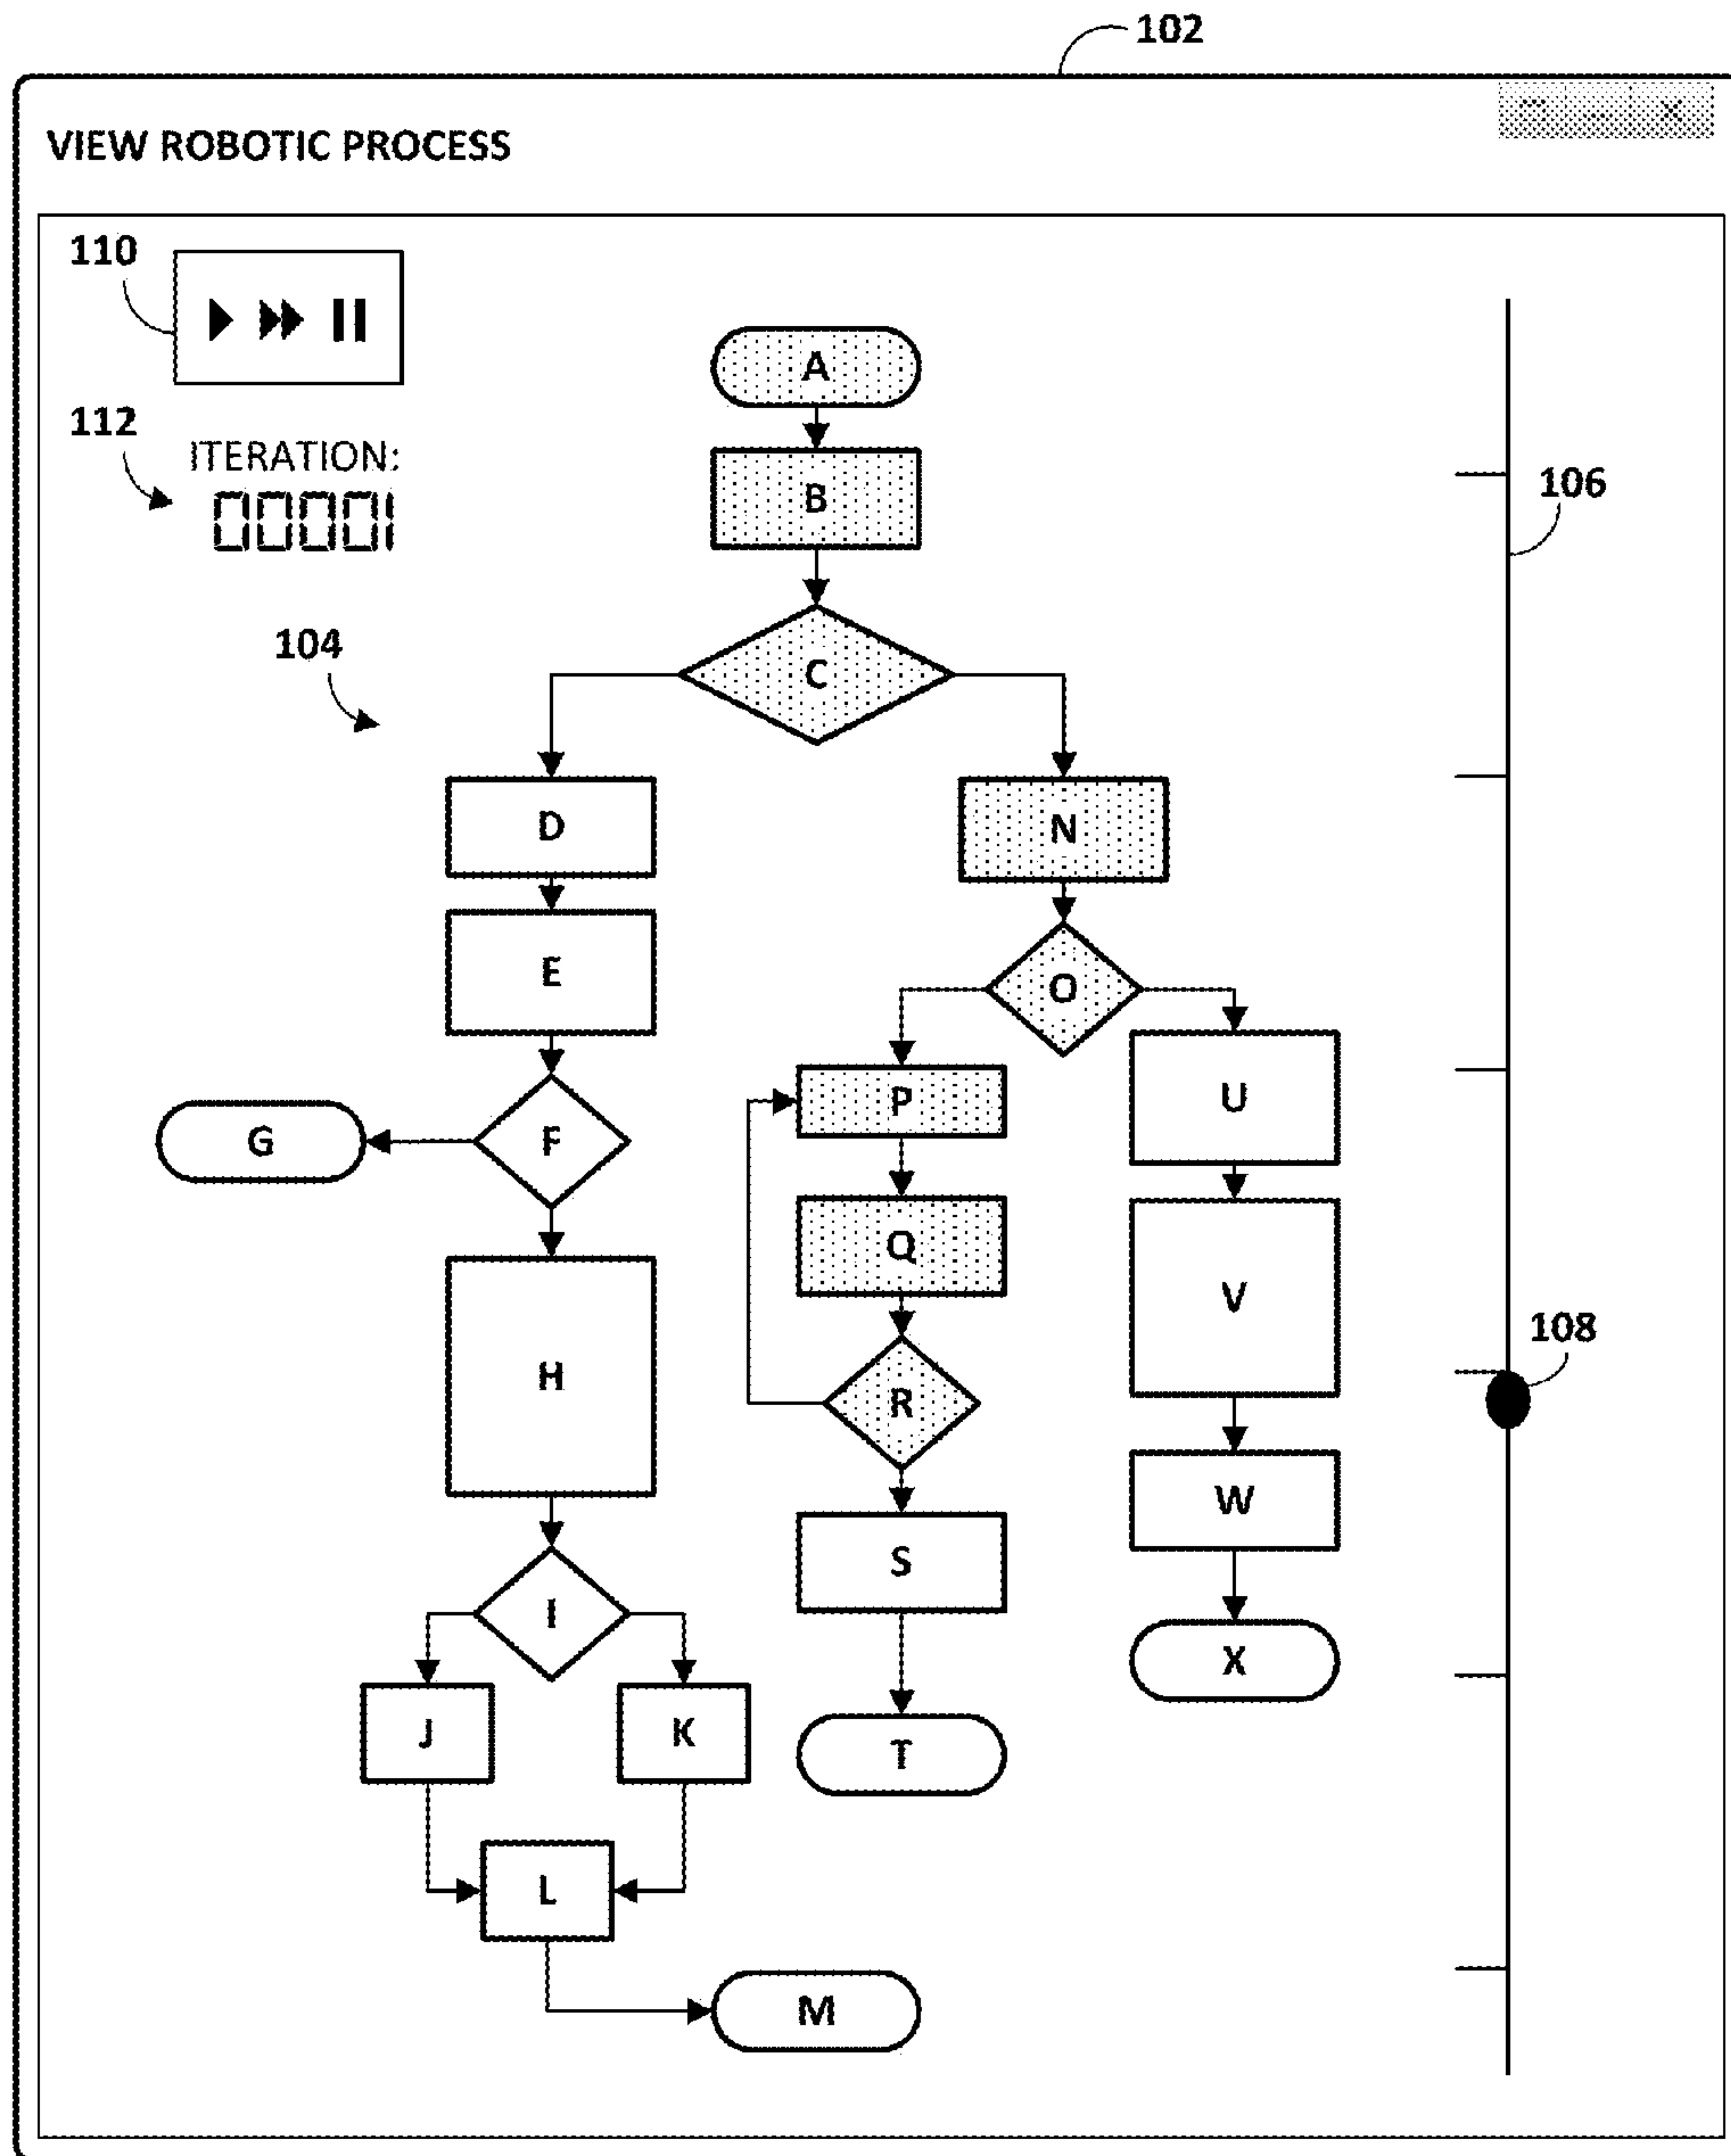 102
VIEW ROBOTIC PROCESS
110
112
ITERATION:
00001
104
106
108
A
B
C
D
N
E
O
P
U
F
G
Q
V
H
R
W
S
I
X
J
K
T
L
M